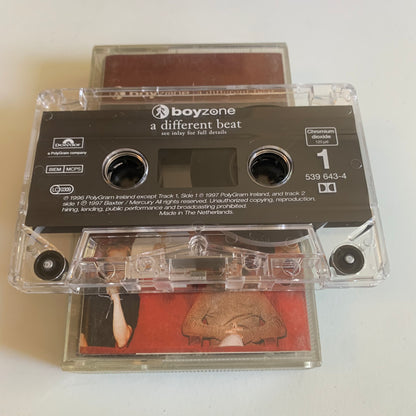 boyzone
a different beat
see inlay for full details
Polydor
a PolyGram company
BIEM
MCPS
LC 0309
Chromium
dioxide
120 µs
1
539 643-4
℗ 1996 PolyGram Ireland except Track 1, Side 1 ℗ 1997 PolyGram Ireland, and track 2
side 1 ℗ 1997 Baxter / Mercury All rights reserved. Unauthorized copying, reproduction,
hiring, lending, public performance and broadcasting prohibited.
Made in The Netherlands.